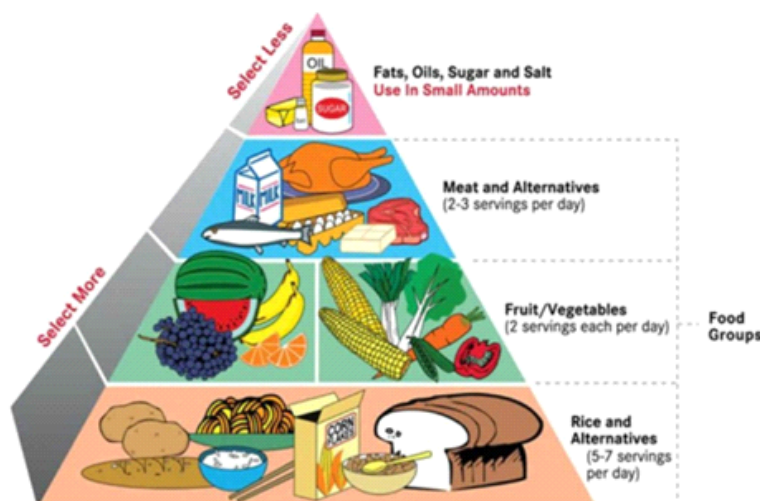 Select Less
OIL
SUGAR
Fats, Oils, Sugar and Salt
Use In Small Amounts
MILK
MILK
Meat and Alternatives
(2-3 servings per day)
Select More
Fruit/Vegetables
(2 servings each per day)
Food
Groups
CORN
FLAKES
Rice and
Alternatives
(5-7 servings
per day)